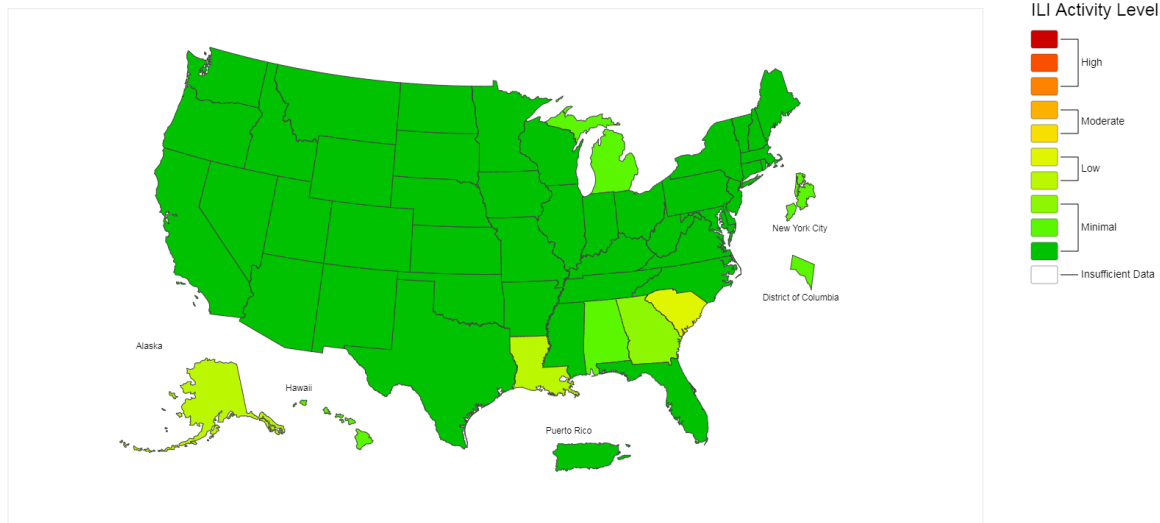 ILI Activity Level
High
Moderate
Low
Minimal
Insufficient Data
New York City
District of Columbia
Alaska
Hawaii
Puerto Rico